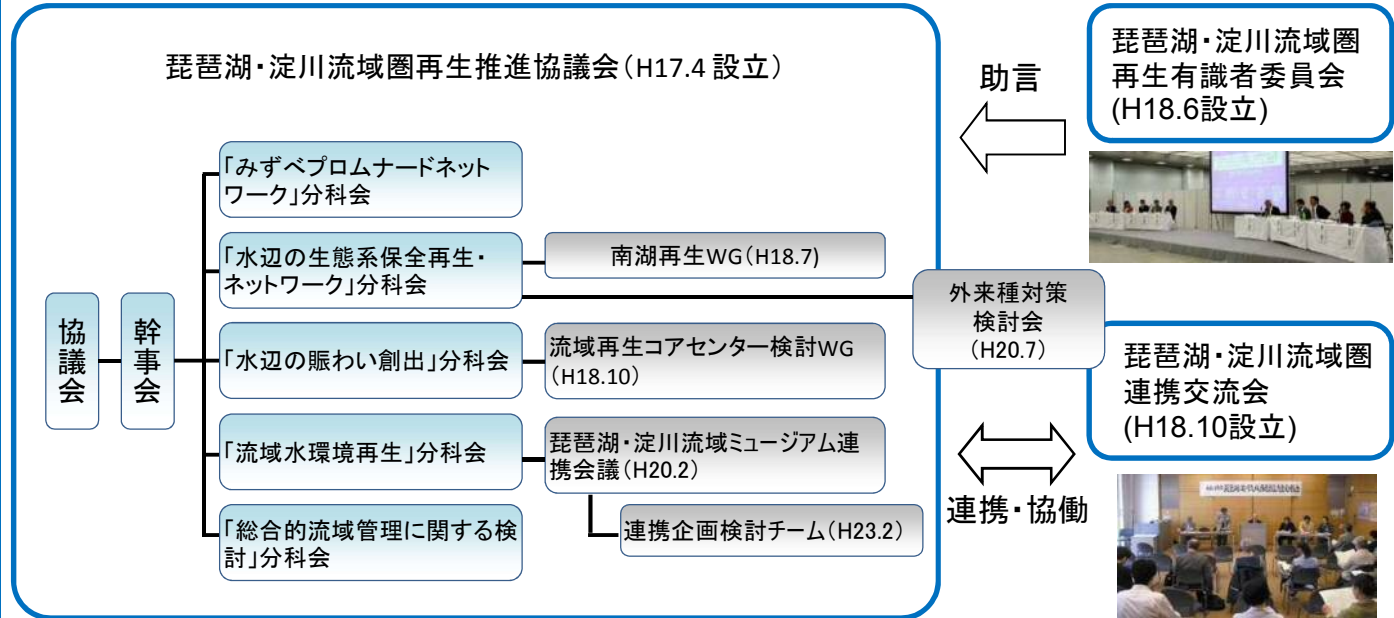 琵琶湖・淀川流域圏再生推進協議会(H17.4 設立)
協議会
幹事会
「みずべプロムナードネット
ワーク」分科会
「水辺の生態系保全再生・
ネットワーク」分科会
「水辺の賑わい創出」分科会
「流域水環境再生」分科会
「総合的流域管理に関する検
討」分科会
南湖再生WG(H18.7)
流域再生コアセンター検討WG
(H18.10)
琵琶湖・淀川流域ミュージアム連
携会議(H20.2)
連携企画検討チーム(H23.2)
外来種対策
検討会
(H20.7)
助言
琵琶湖・淀川流域圏
再生有識者委員会
(H18.6設立)
連携・協働
琵琶湖・淀川流域圏
連携交流会
(H18.10設立)